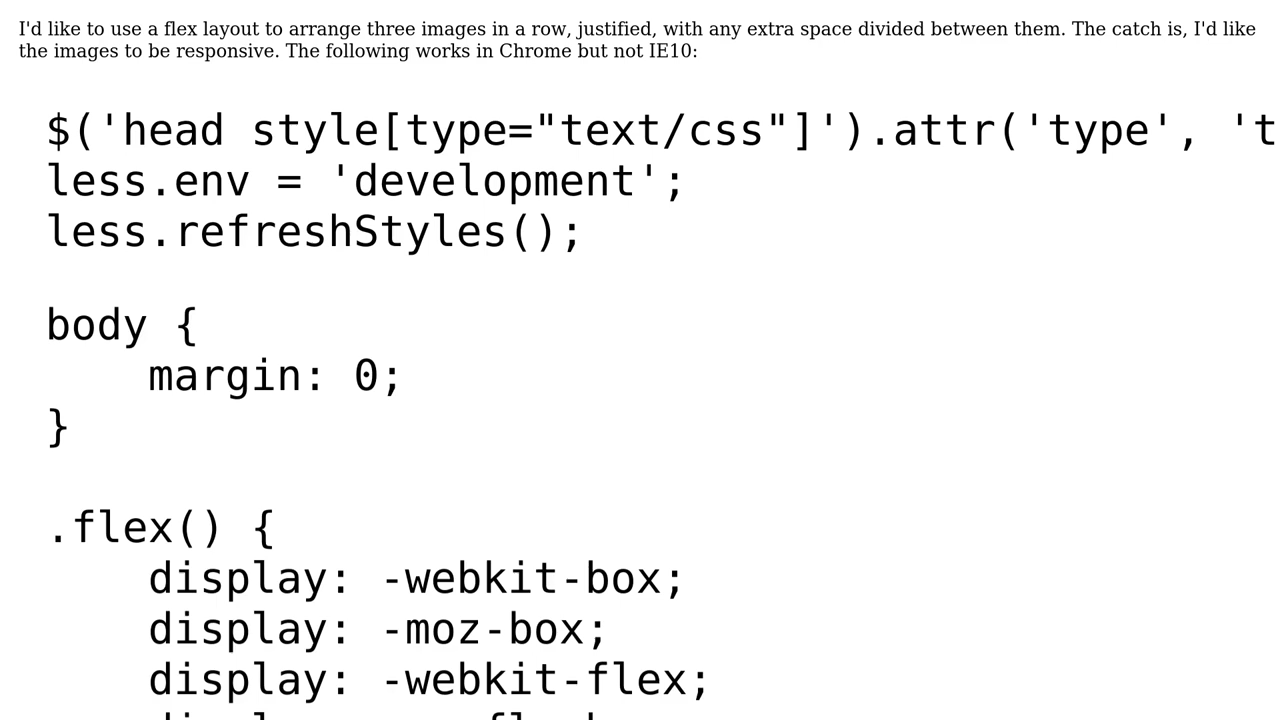 I'd like to use a flex layout to arrange three images in a row, justified, with any extra space divided between them. The catch is, I'd like
the images to be responsive. The following works in Chrome but not IE10:
$('head style[type="text/css"]').attr('type', 't
less.env = 'development';
less.refreshStyles();
body {
    margin: 0;
}
.flex() {
    display: -webkit-box;
    display: -moz-box;
    display: -webkit-flex;